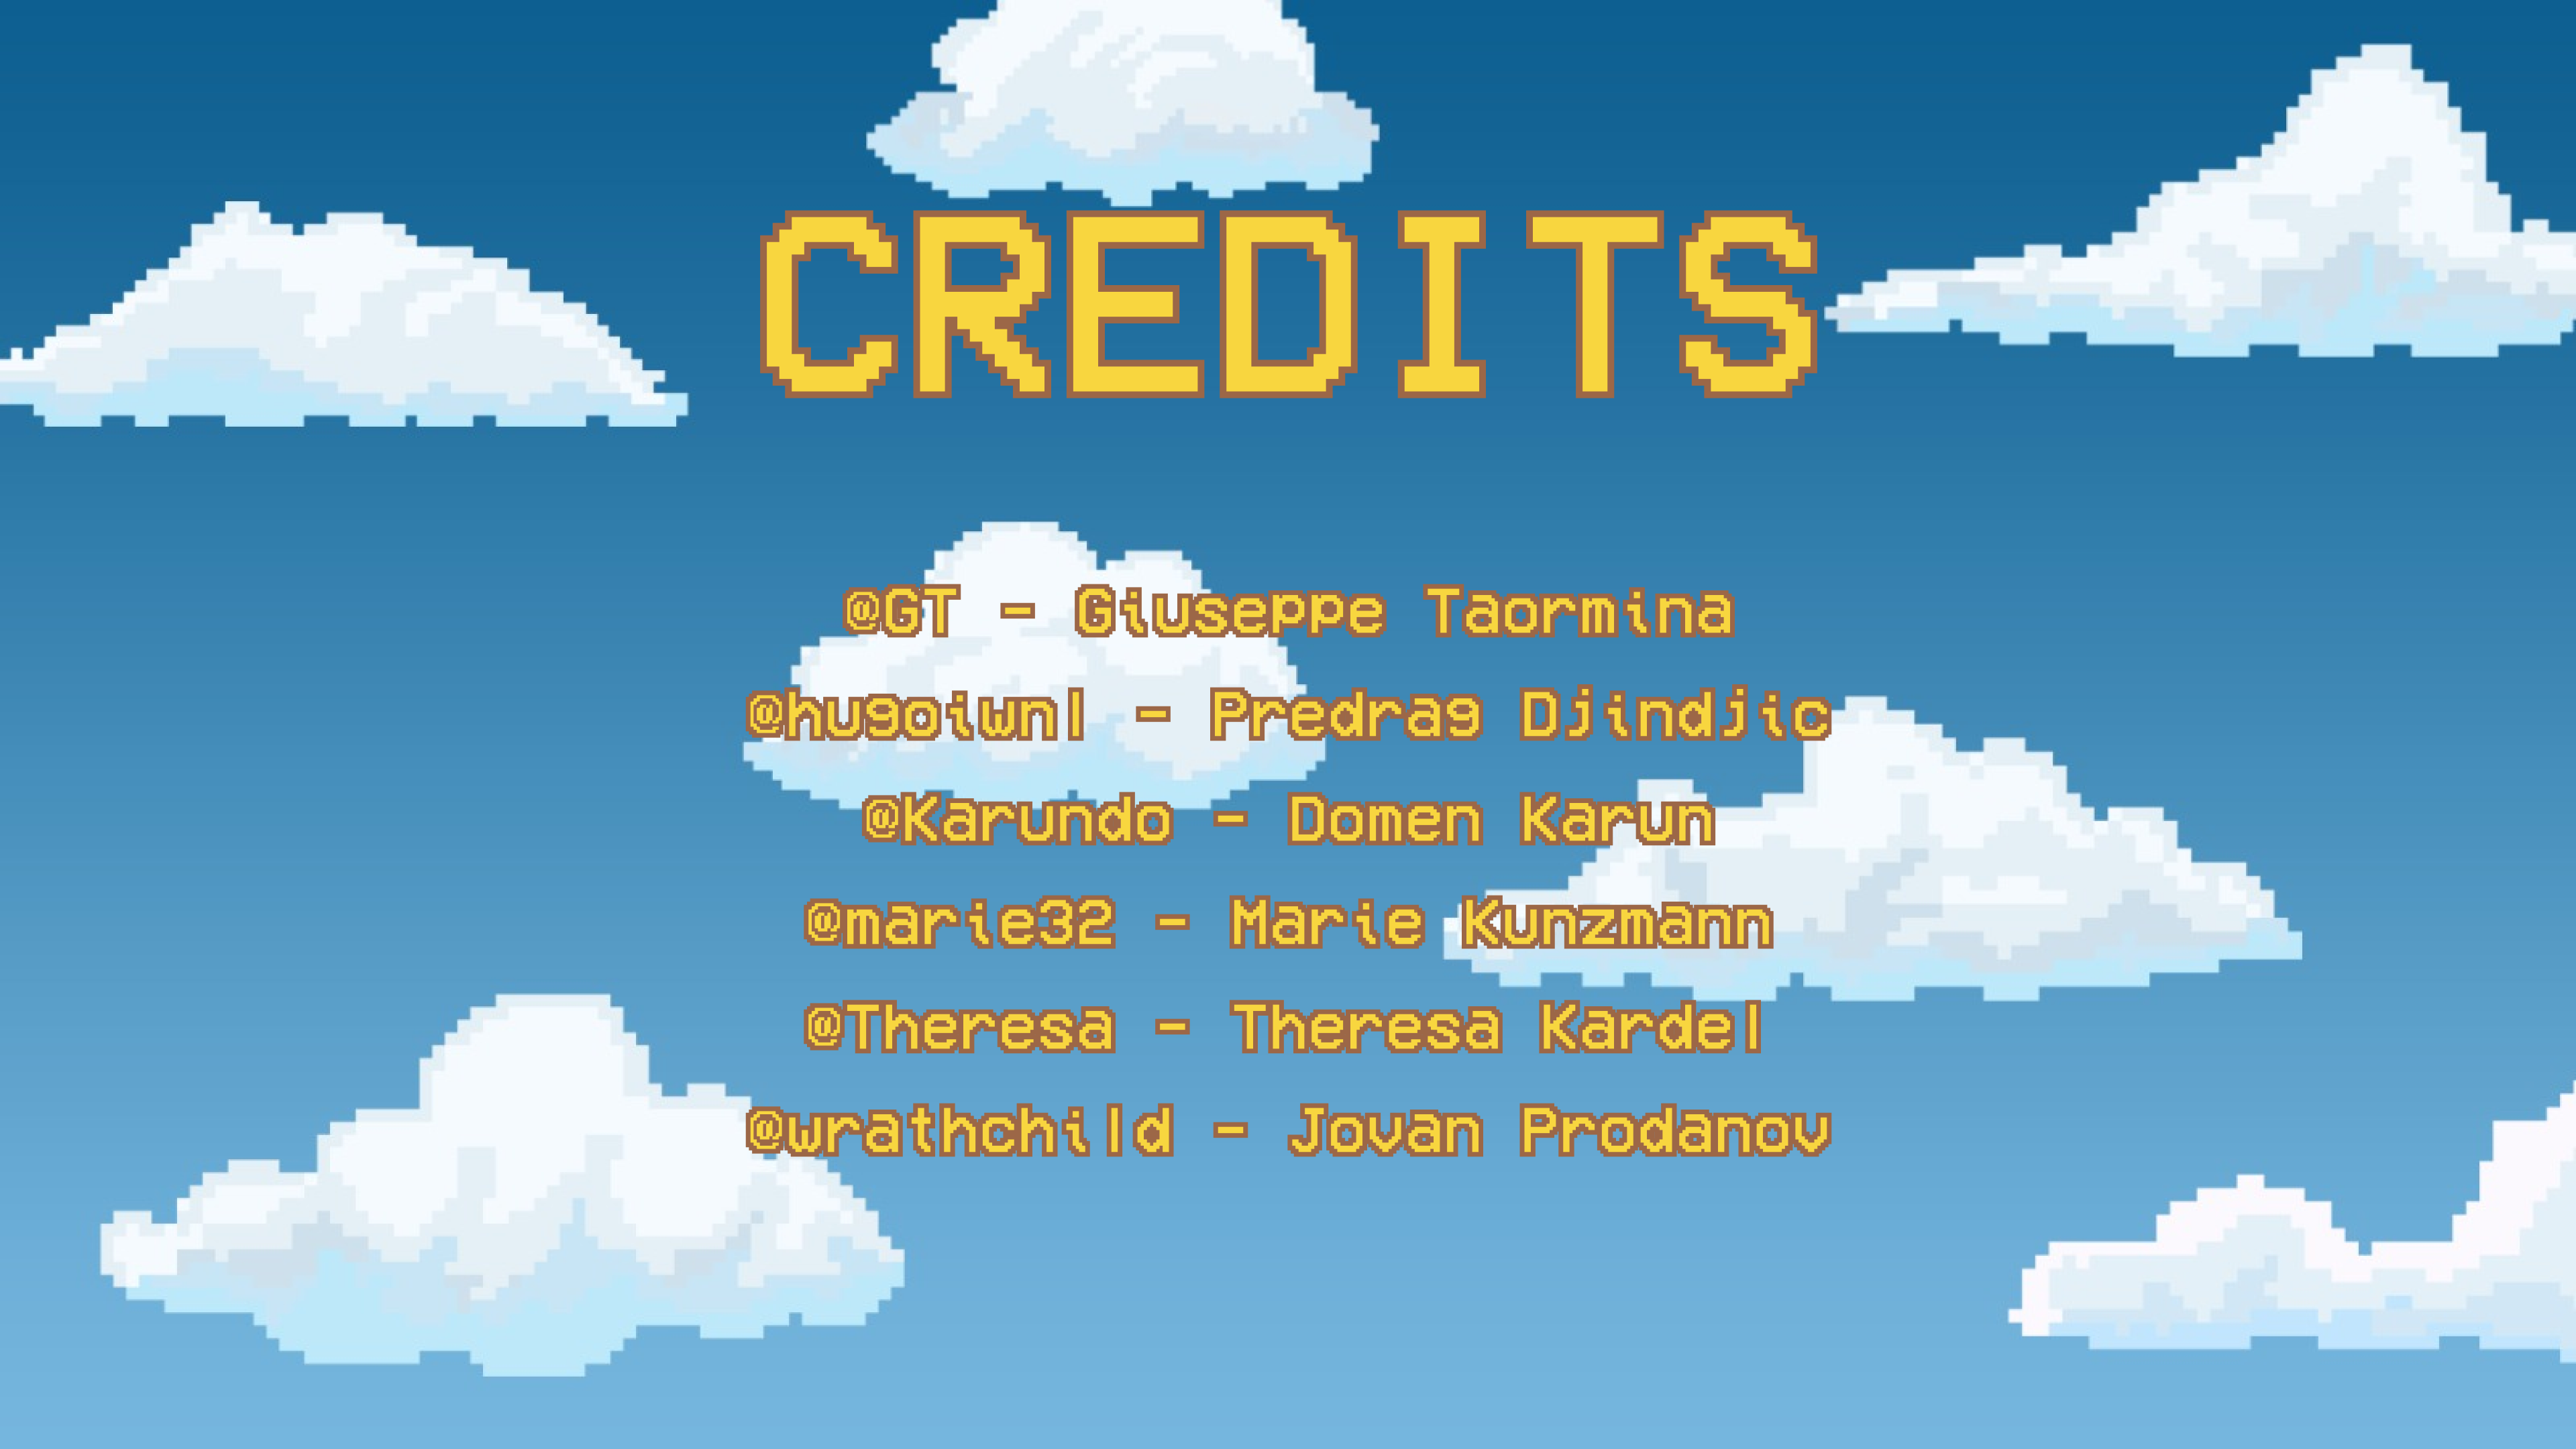 CREDITS
@GT - Giuseppe Taormina
@hugoiwnl - Predrag Djindjic
@Karundo - Domen Karun
@marie32 - Marie Kunzmann
@Theresa - Theresa Kardel
@wrathchild - Jovan Prodanov